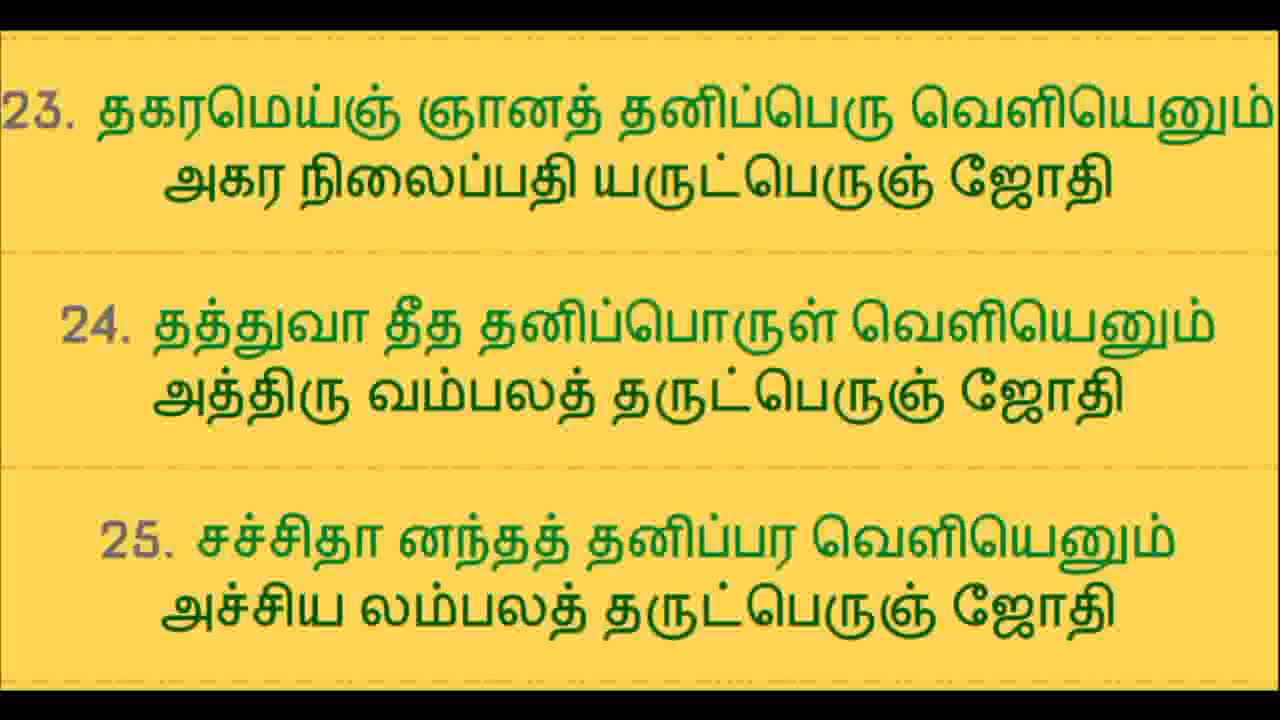 23. தகரமெய்ஞ் ஞானத் தனிப்பெரு வெளியெனும்
அகர நிலைப்பதி யருட்பெருஞ் ஜோதி
24. தத்துவா தீத தனிப்பொருள் வெளியெனும்
அத்திரு வம்பலத் தருட்பெருஞ் ஜோதி
25. சச்சிதா னந்தத் தனிப்பர வெளியெனும்
அச்சிய லம்பலத் தருட்பெருஞ் ஜோதி